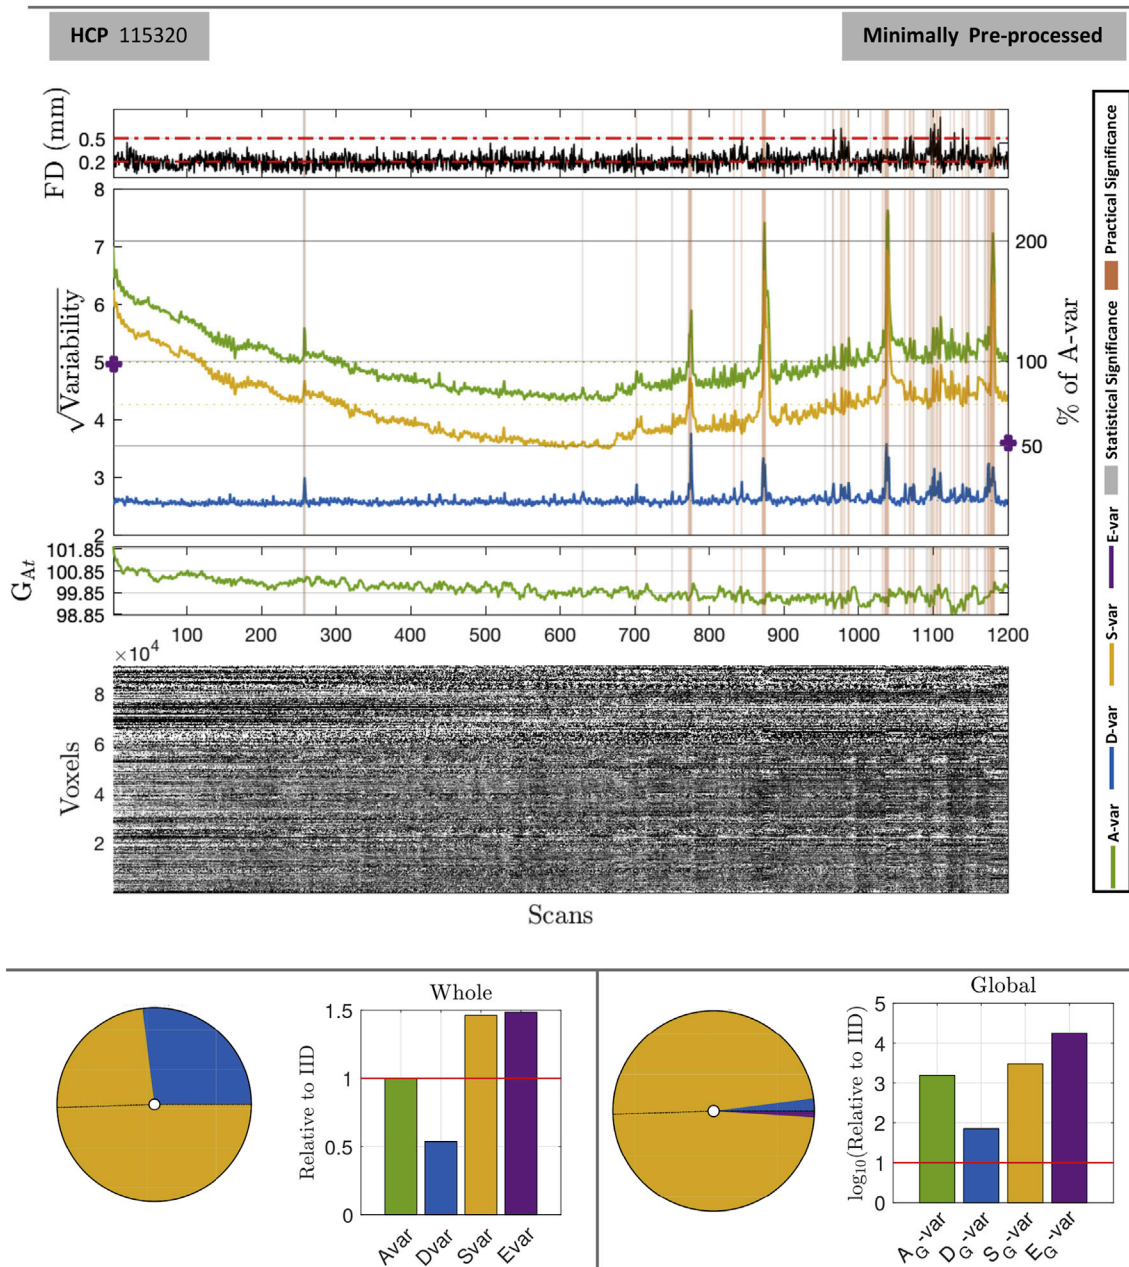 HCP 115320
Minimally Pre-processed
FD (mm)
0.5
0.2
√Variability
8
7
6
5
4
3
2
% of A-var
200
100
50
G_At
101.85
100.85
99.85
98.85
100 200 300 400 500 600 700 800 900 1000 1100 1200
×10⁴
Voxels
8
6
4
2
Scans
A-var
D-var
S-var
E-var
Statistical Significance
Practical Significance
Whole
Relative to IID
1.5
1
0.5
0
Avar Dvar Svar Evar
Global
log₁₀(Relative to IID)
5
4
3
2
1
0
A_G-var D_G-var S_G-var E_G-var